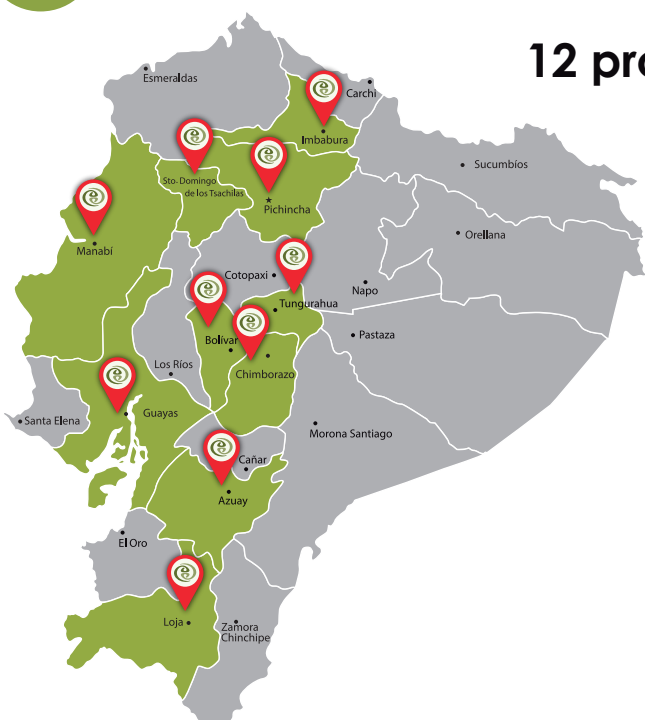 12 pro
Esmeraldas
Carchi
Imbabura
Sucumbíos
Sto- Domingo
de los Tsachilas
Pichincha
Orellana
Manabí
Cotopaxi
Napo
Tungurahua
Pastaza
Bolívar
Los Ríos
Chimborazo
Guayas
Santa Elena
Morona Santiago
Cañar
Azuay
El Oro
Loja
Zamora
Chinchipe